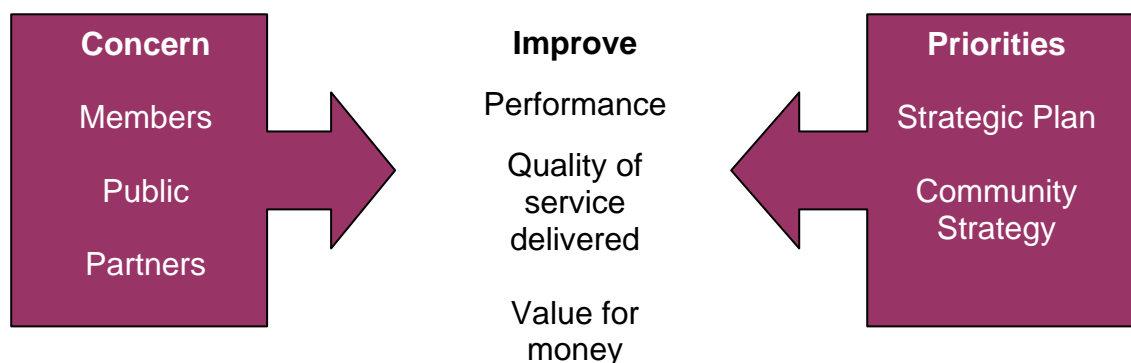 Concern
Members
Public
Partners
Improve
Performance
Quality of
service
delivered
Value for
money
Priorities
Strategic Plan
Community
Strategy